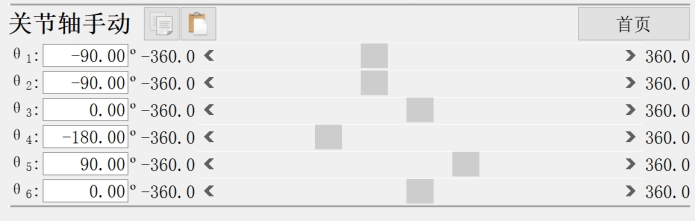 关节轴手动 首页
θ1: -90.00° -360.0 < > 360.0
θ2: -90.00° -360.0 < > 360.0
θ3: 0.00° -360.0 < > 360.0
θ4: -180.00° -360.0 < > 360.0
θ5: 90.00° -360.0 < > 360.0
θ6: 0.00° -360.0 < > 360.0